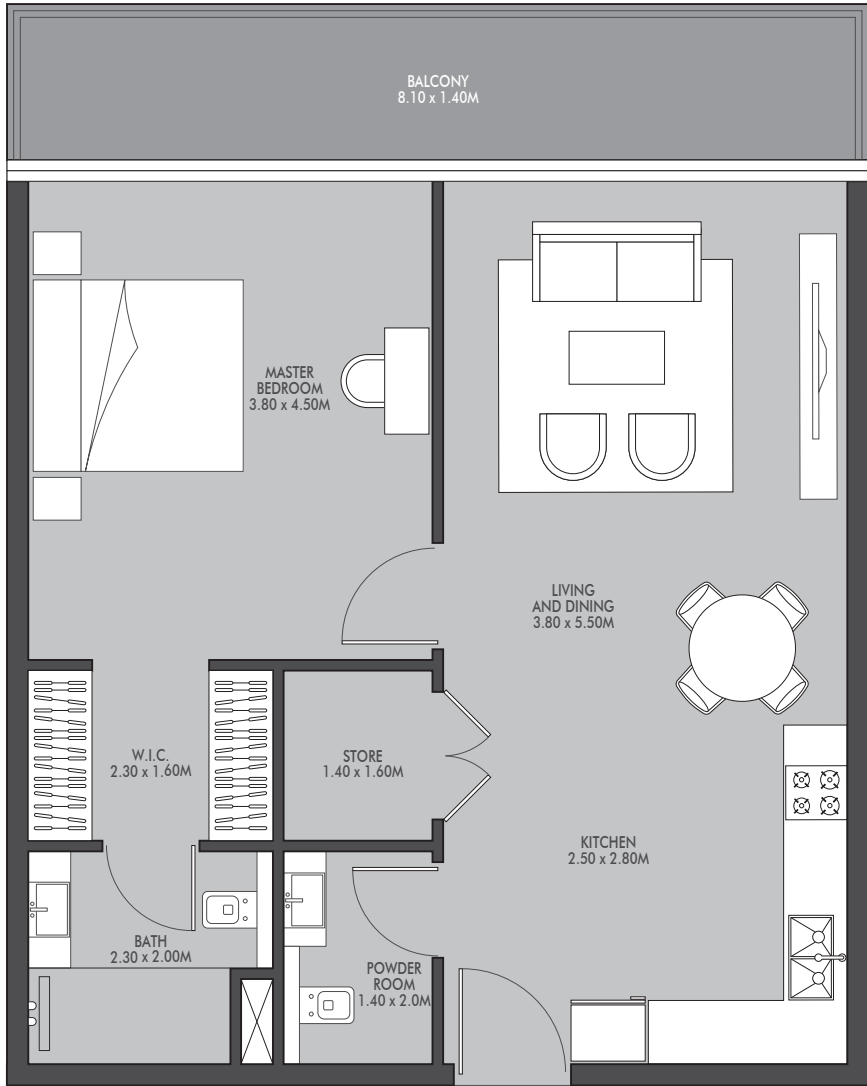 BALCONY
8.10 x 1.40M
MASTER
BEDROOM
3.80 x 4.50M
LIVING
AND DINING
3.80 x 5.50M
W.I.C.
2.30 x 1.60M
STORE
1.40 x 1.60M
KITCHEN
2.50 x 2.80M
BATH
2.30 x 2.00M
POWDER
ROOM
1.40 x 2.0M